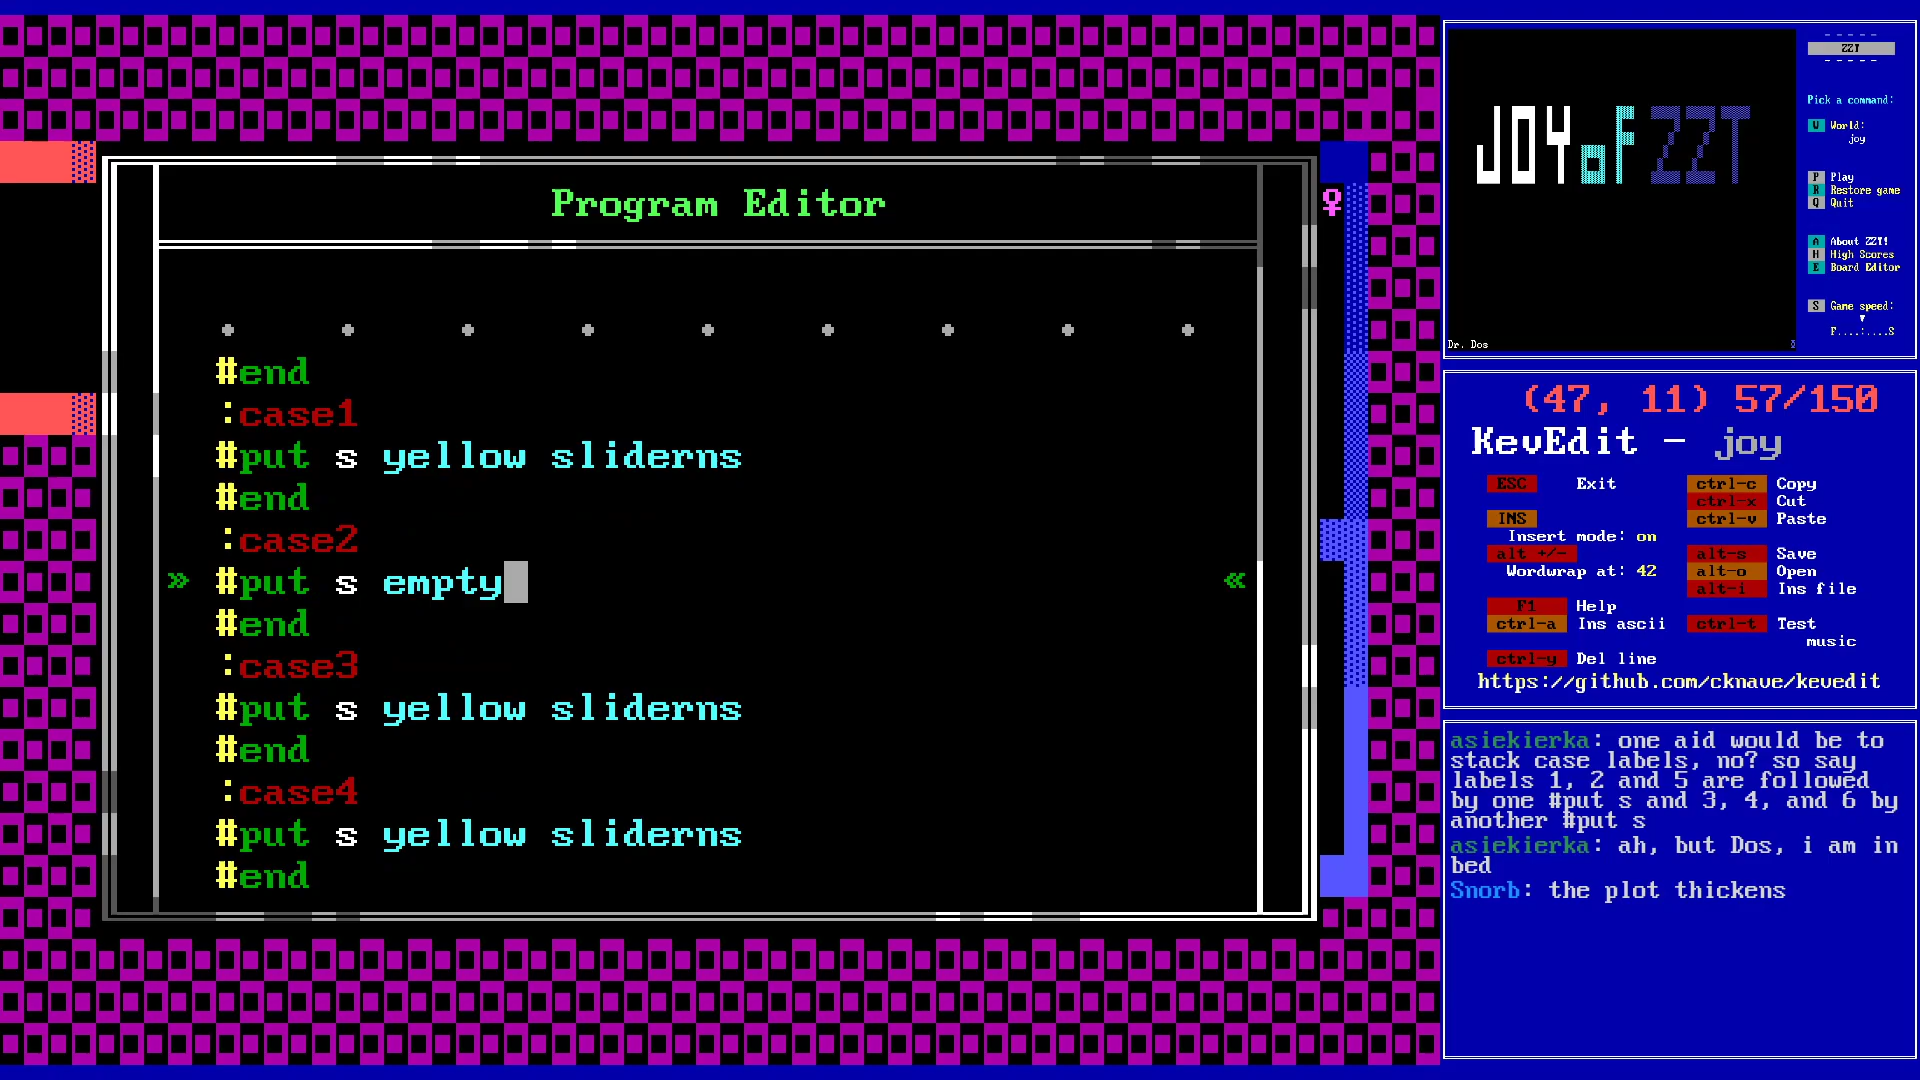 Program Editor
#end
:case1
#put s yellow sliderns
#end
:case2
» #put s empty «
#end
:case3
#put s yellow sliderns
#end
:case4
#put s yellow sliderns
#end
JOY oF ZZT
Dr. Dos
ZZT
Pick a command:
W World:
joy
P Play
R Restore game
Q Quit
A About ZZT!
H High Scores
E Board Editor
S Game speed:
F....:....S
(47, 11) 57/150
KevEdit - joy
ESC Exit
INS
Insert mode: on
alt +/-
Wordwrap at: 42
F1 Help
ctrl-a Ins ascii
ctrl-y Del line
ctrl-c Copy
ctrl-x Cut
ctrl-v Paste
alt-s Save
alt-o Open
alt-i Ins file
ctrl-t Test
music
https://github.com/cknave/kevedit
asiekierka: one aid would be to
stack case labels, no? so say
labels 1, 2 and 5 are followed
by one #put s and 3, 4, and 6 by
another #put s
asiekierka: ah, but Dos, i am in
bed
Snorb: the plot thickens